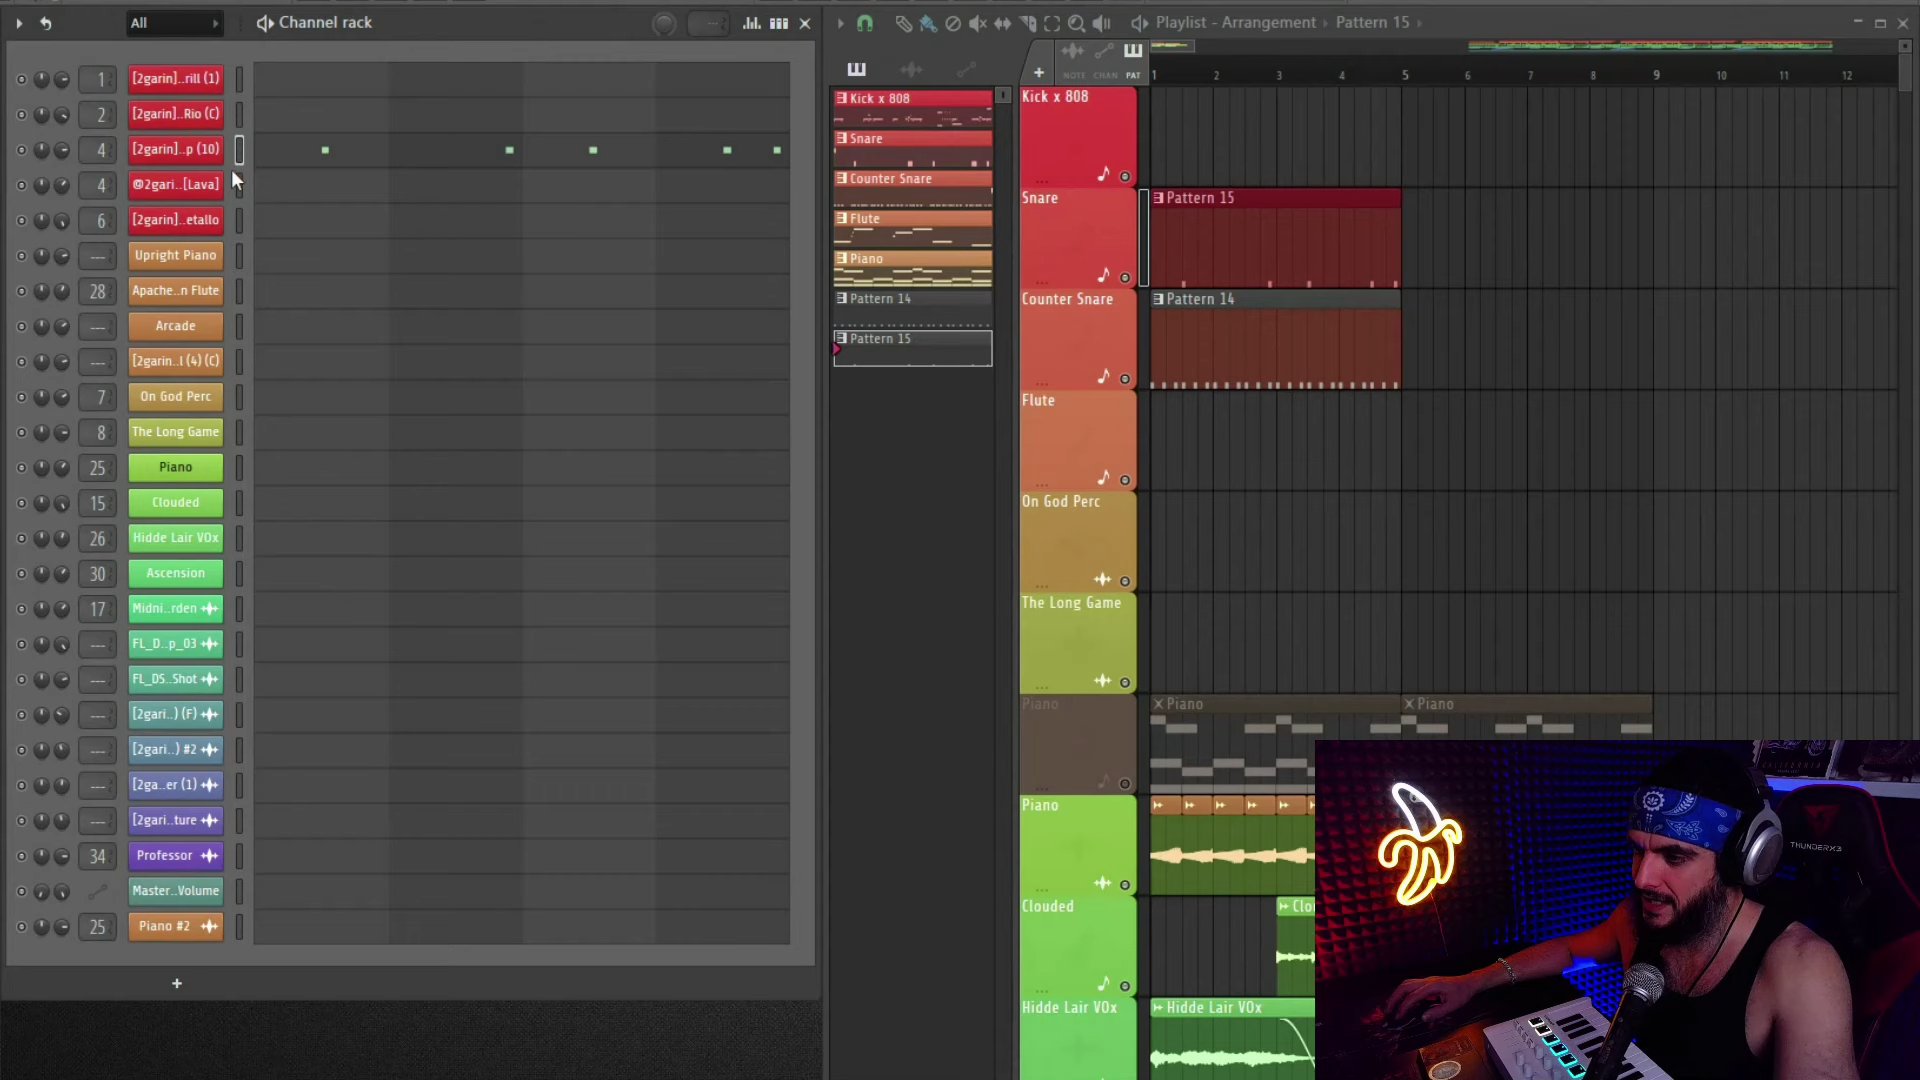 All
Channel rack
1 [2garin]..rill (1)
2 [2garin]..Rio (C)
4 [2garin]..p (10)
4 @2gari..[Lava]
6 [2garin]..etallo
--- Upright Piano
28 Apache..n Flute
--- Arcade
--- [2garin..l (4) (C)
7 On God Perc
8 The Long Game
25 Piano
15 Clouded
26 Hidde Lair VOx
30 Ascension
17 Midni..rden
--- FL_D..p_03
--- FL_DS..Shot
--- [2gari..) (F)
--- [2gari..) #2
--- [2ga..er (1)
--- [2gari..ture
34 Professor
Master..Volume
25 Piano #2
+
Playlist - Arrangement › Pattern 15 ›
NOTE CHAN PAT
1 2 3 4 5 6 7 8 9 10 11 12
Kick x 808
Snare
Counter Snare
Flute
Piano
Pattern 14
Pattern 15
Kick x 808
Snare
Pattern 15
Counter Snare
Pattern 14
Flute
On God Perc
The Long Game
Piano
Piano
Piano
Piano
Clouded
Clo
Hidde Lair VOx
Hidde Lair VOx
THUNDERX3